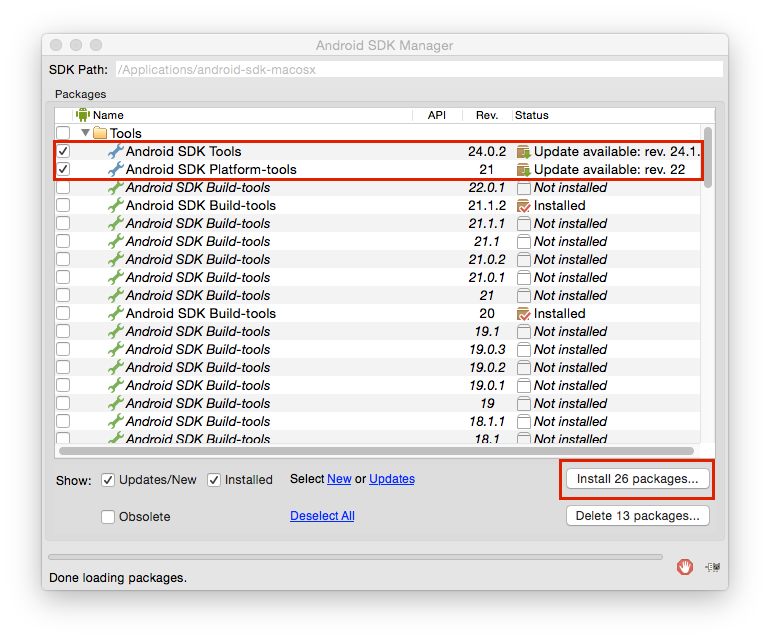 Android SDK Manager
SDK Path: /Applications/android-sdk-macosx
Packages
Name API Rev. Status
Tools
Android SDK Tools 24.0.2 Update available: rev. 24.1.
Android SDK Platform-tools 21 Update available: rev. 22
Android SDK Build-tools 22.0.1 Not installed
Android SDK Build-tools 21.1.2 Installed
Android SDK Build-tools 21.1.1 Not installed
Android SDK Build-tools 21.1 Not installed
Android SDK Build-tools 21.0.2 Not installed
Android SDK Build-tools 21.0.1 Not installed
Android SDK Build-tools 21 Not installed
Android SDK Build-tools 20 Installed
Android SDK Build-tools 19.1 Not installed
Android SDK Build-tools 19.0.3 Not installed
Android SDK Build-tools 19.0.2 Not installed
Android SDK Build-tools 19.0.1 Not installed
Android SDK Build-tools 19 Not installed
Android SDK Build-tools 18.1.1 Not installed
Android SDK Build-tools 18.1 Not installed
Show: Updates/New Installed Select New or Updates Install 26 packages...
Obsolete Deselect All Delete 13 packages...
Done loading packages.